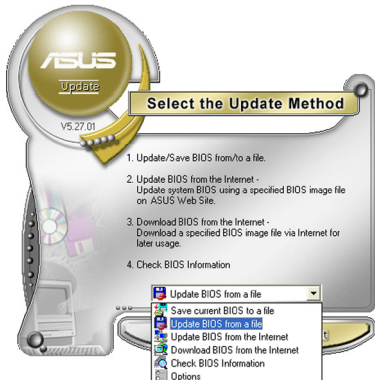 ASUS
Update
V5.27.01
Select the Update Method
1. Update/Save BIOS from/to a file.
2. Update BIOS from the Internet -
Update system BIOS using a specified BIOS image file
on ASUS Web Site.
3. Download BIOS from the Internet -
Download a specified BIOS image file via Internet for
later usage.
4. Check BIOS Information
Update BIOS from a file
Save current BIOS to a file
Update BIOS from a file
Update BIOS from the Internet
Download BIOS from the Internet
Check BIOS Information
Options